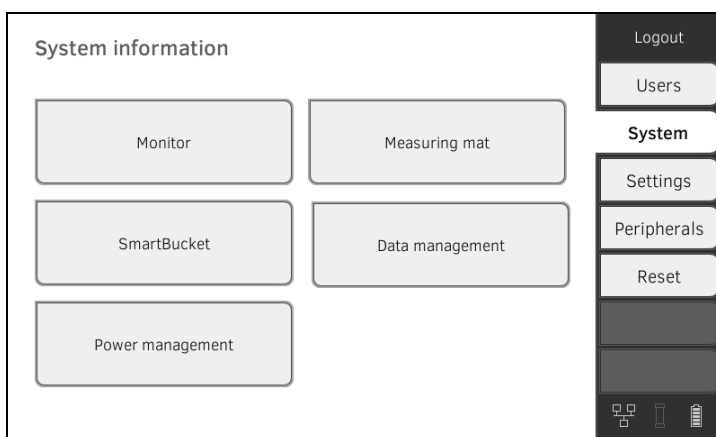 System information
Monitor
Measuring mat
SmartBucket
Data management
Power management
Logout
Users
System
Settings
Peripherals
Reset